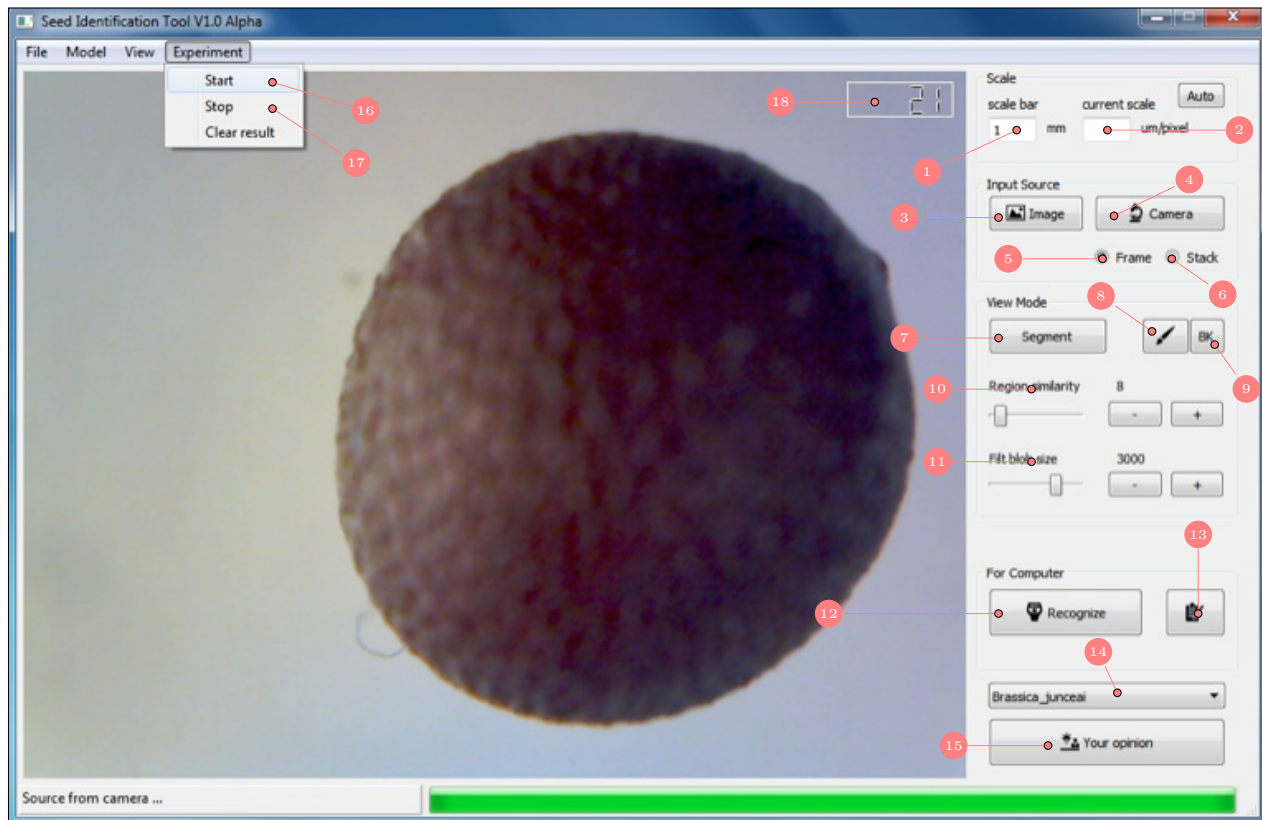 Seed Identification Tool V1.0 Alpha
File Model View Experiment
Start
Stop
Clear result
16
17
18
21
Scale
scale bar current scale Auto
1 mm um/pixel
1
2
Input Source
3
Image
4
Camera
5
Frame
Stack
6
View Mode
7
Segment
8
BK
9
10
Region similarity 8
- +
11
Filt blob size 3000
- +
13
For Computer
12
Recognize
14
Brassica_junceai
15
Your opinion
Source from camera ...